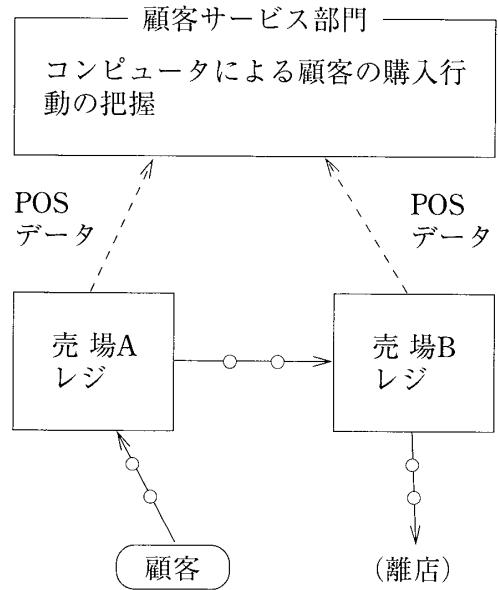 顧客サービス部門
コンピュータによる顧客の購入行
動の把握
POS
データ
POS
データ
売場A
レジ
売場B
レジ
顧客
(離店)